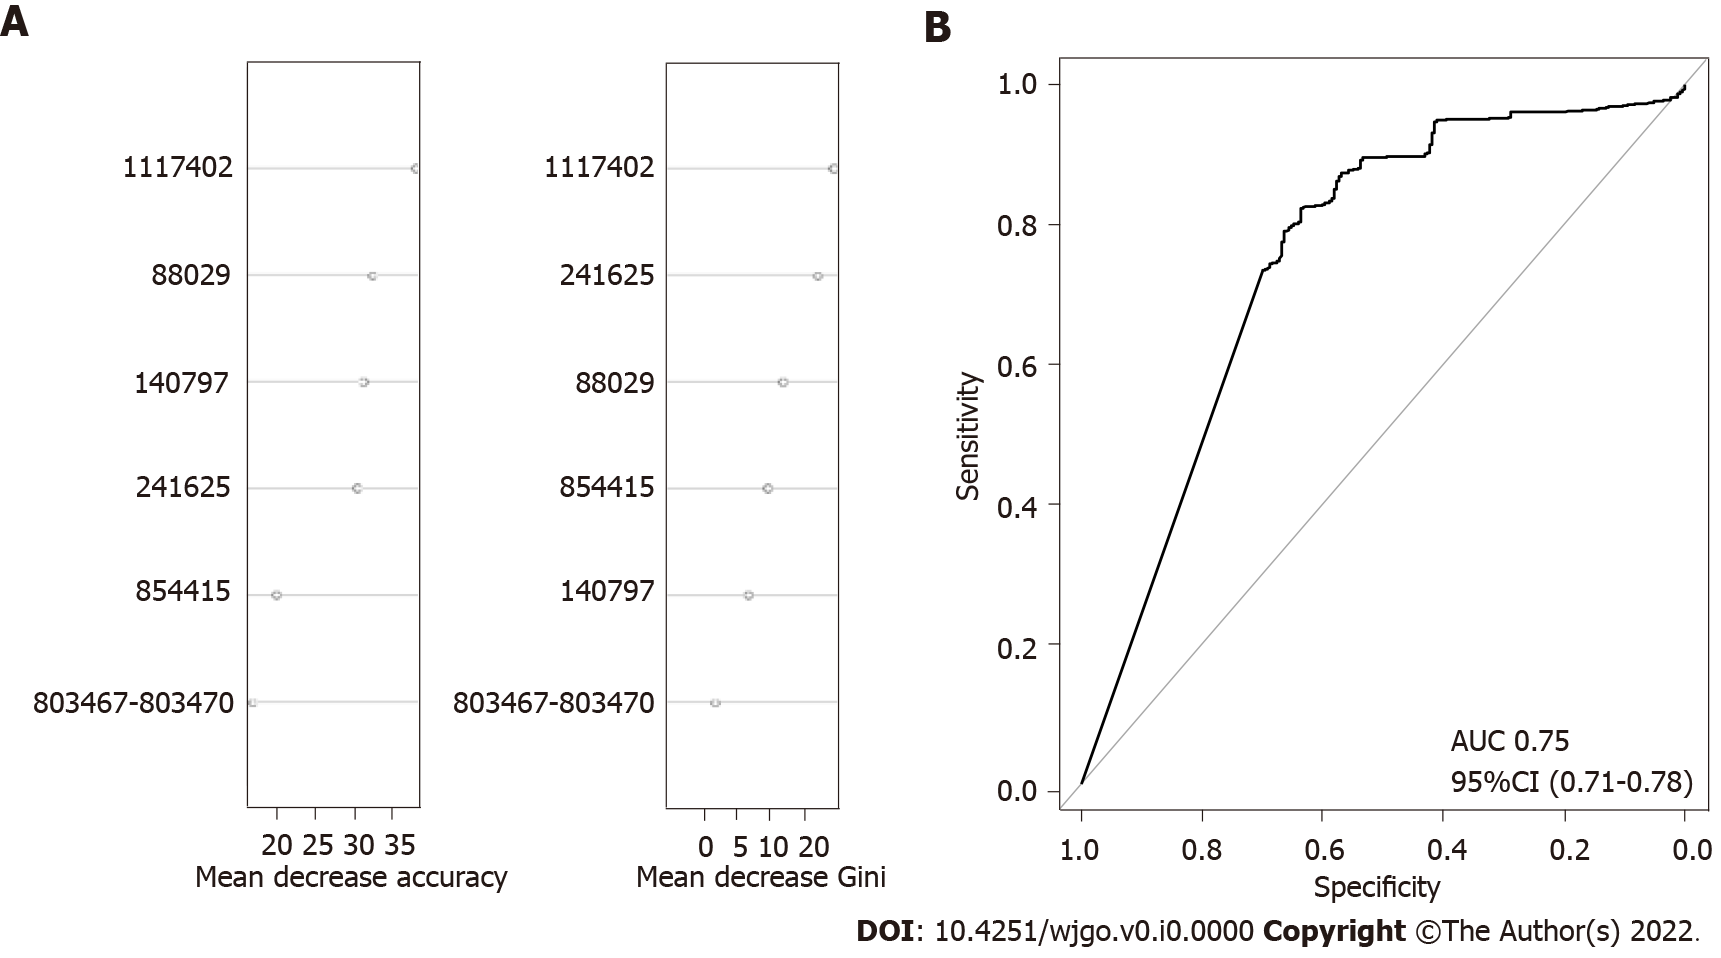 A
1117402
88029
140797
241625
854415
803467-803470
20 25 30 35
Mean decrease accuracy
1117402
241625
88029
854415
140797
803467-803470
0 5 10 20
Mean decrease Gini
B
1.0
0.8
0.6
0.4
0.2
0.0
Sensitivity
AUC 0.75
95%CI (0.71-0.78)
1.0 0.8 0.6 0.4 0.2 0.0
Specificity
DOI: 10.4251/wjgo.v0.i0.0000 Copyright ©The Author(s) 2022.